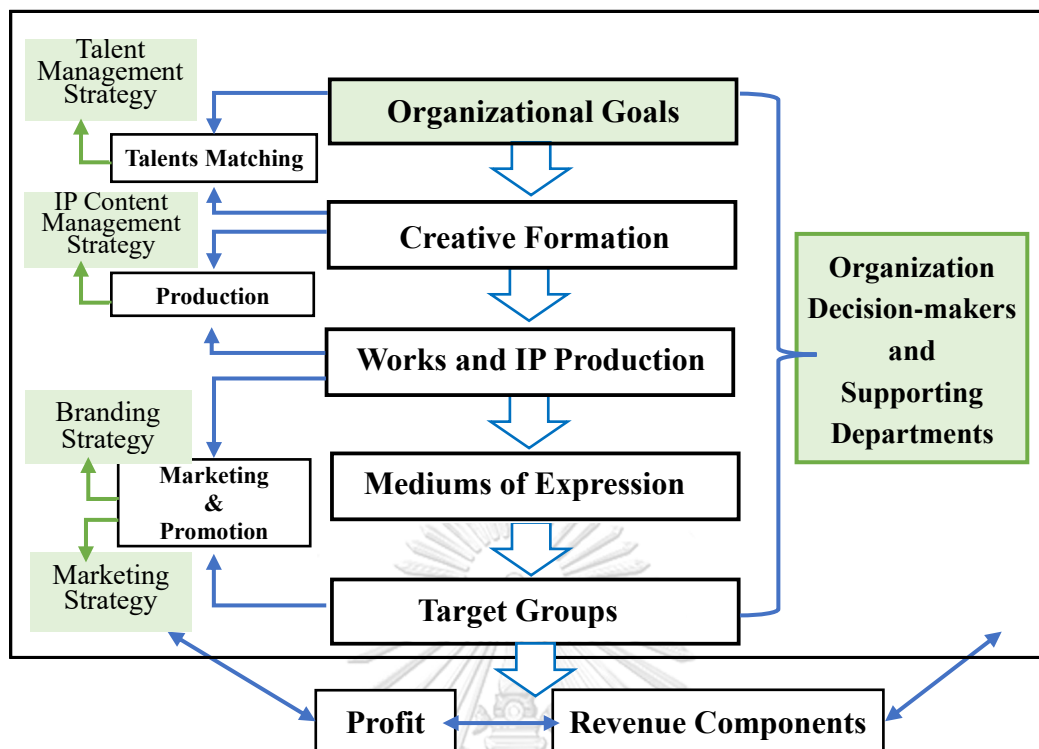 Talent
Management
Strategy
Organizational Goals
Talents Matching
IP Content
Management
Strategy
Creative Formation
Production
Organization
Decision-makers
and
Supporting
Departments
Works and IP Production
Branding
Strategy
Marketing
&
Promotion
Mediums of Expression
Marketing
Strategy
Target Groups
Profit
Revenue Components